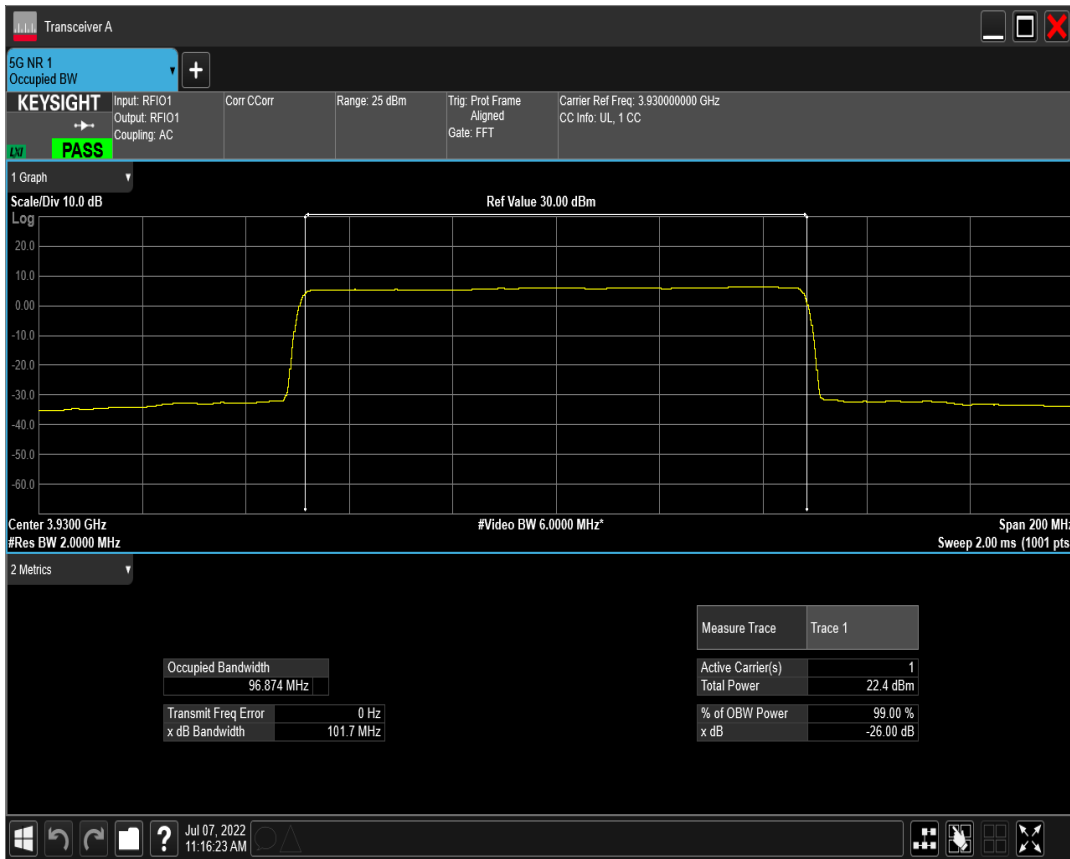 Transceiver A
5G NR 1
Occupied BW
KEYSIGHT
LXI
PASS
Input: RFIO1
Output: RFIO1
Coupling: AC
Corr CCorr
Range: 25 dBm
Trig: Prot Frame
Aligned
Gate: FFT
Carrier Ref Freq: 3.930000000 GHz
CC Info: UL, 1 CC
1 Graph
Scale/Div 10.0 dB
Ref Value 30.00 dBm
Log
20.0
10.0
0.00
-10.0
-20.0
-30.0
-40.0
-50.0
-60.0
Center 3.9300 GHz
#Video BW 6.0000 MHz*
Span 200 MHz
#Res BW 2.0000 MHz
Sweep 2.00 ms (1001 pts
2 Metrics
Measure Trace Trace 1
Occupied Bandwidth
96.874 MHz
Active Carrier(s) 1
Total Power 22.4 dBm
Transmit Freq Error 0 Hz
x dB Bandwidth 101.7 MHz
% of OBW Power 99.00 %
x dB -26.00 dB
?
Jul 07, 2022
11:16:23 AM